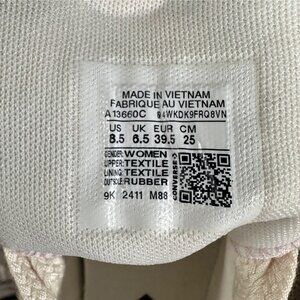 MADE IN VIETNAM
FABRIQUE AU VIETNAM
A13660C 04WKDK9FRQ8VN
US UK EUR CM
8.5 6.5 39.5 25
GENDER: WOMEN
UPPER: TEXTILE
LINING: TEXTILE
OUTSOLE: RUBBER
CONVERSE
9K 2411 M88